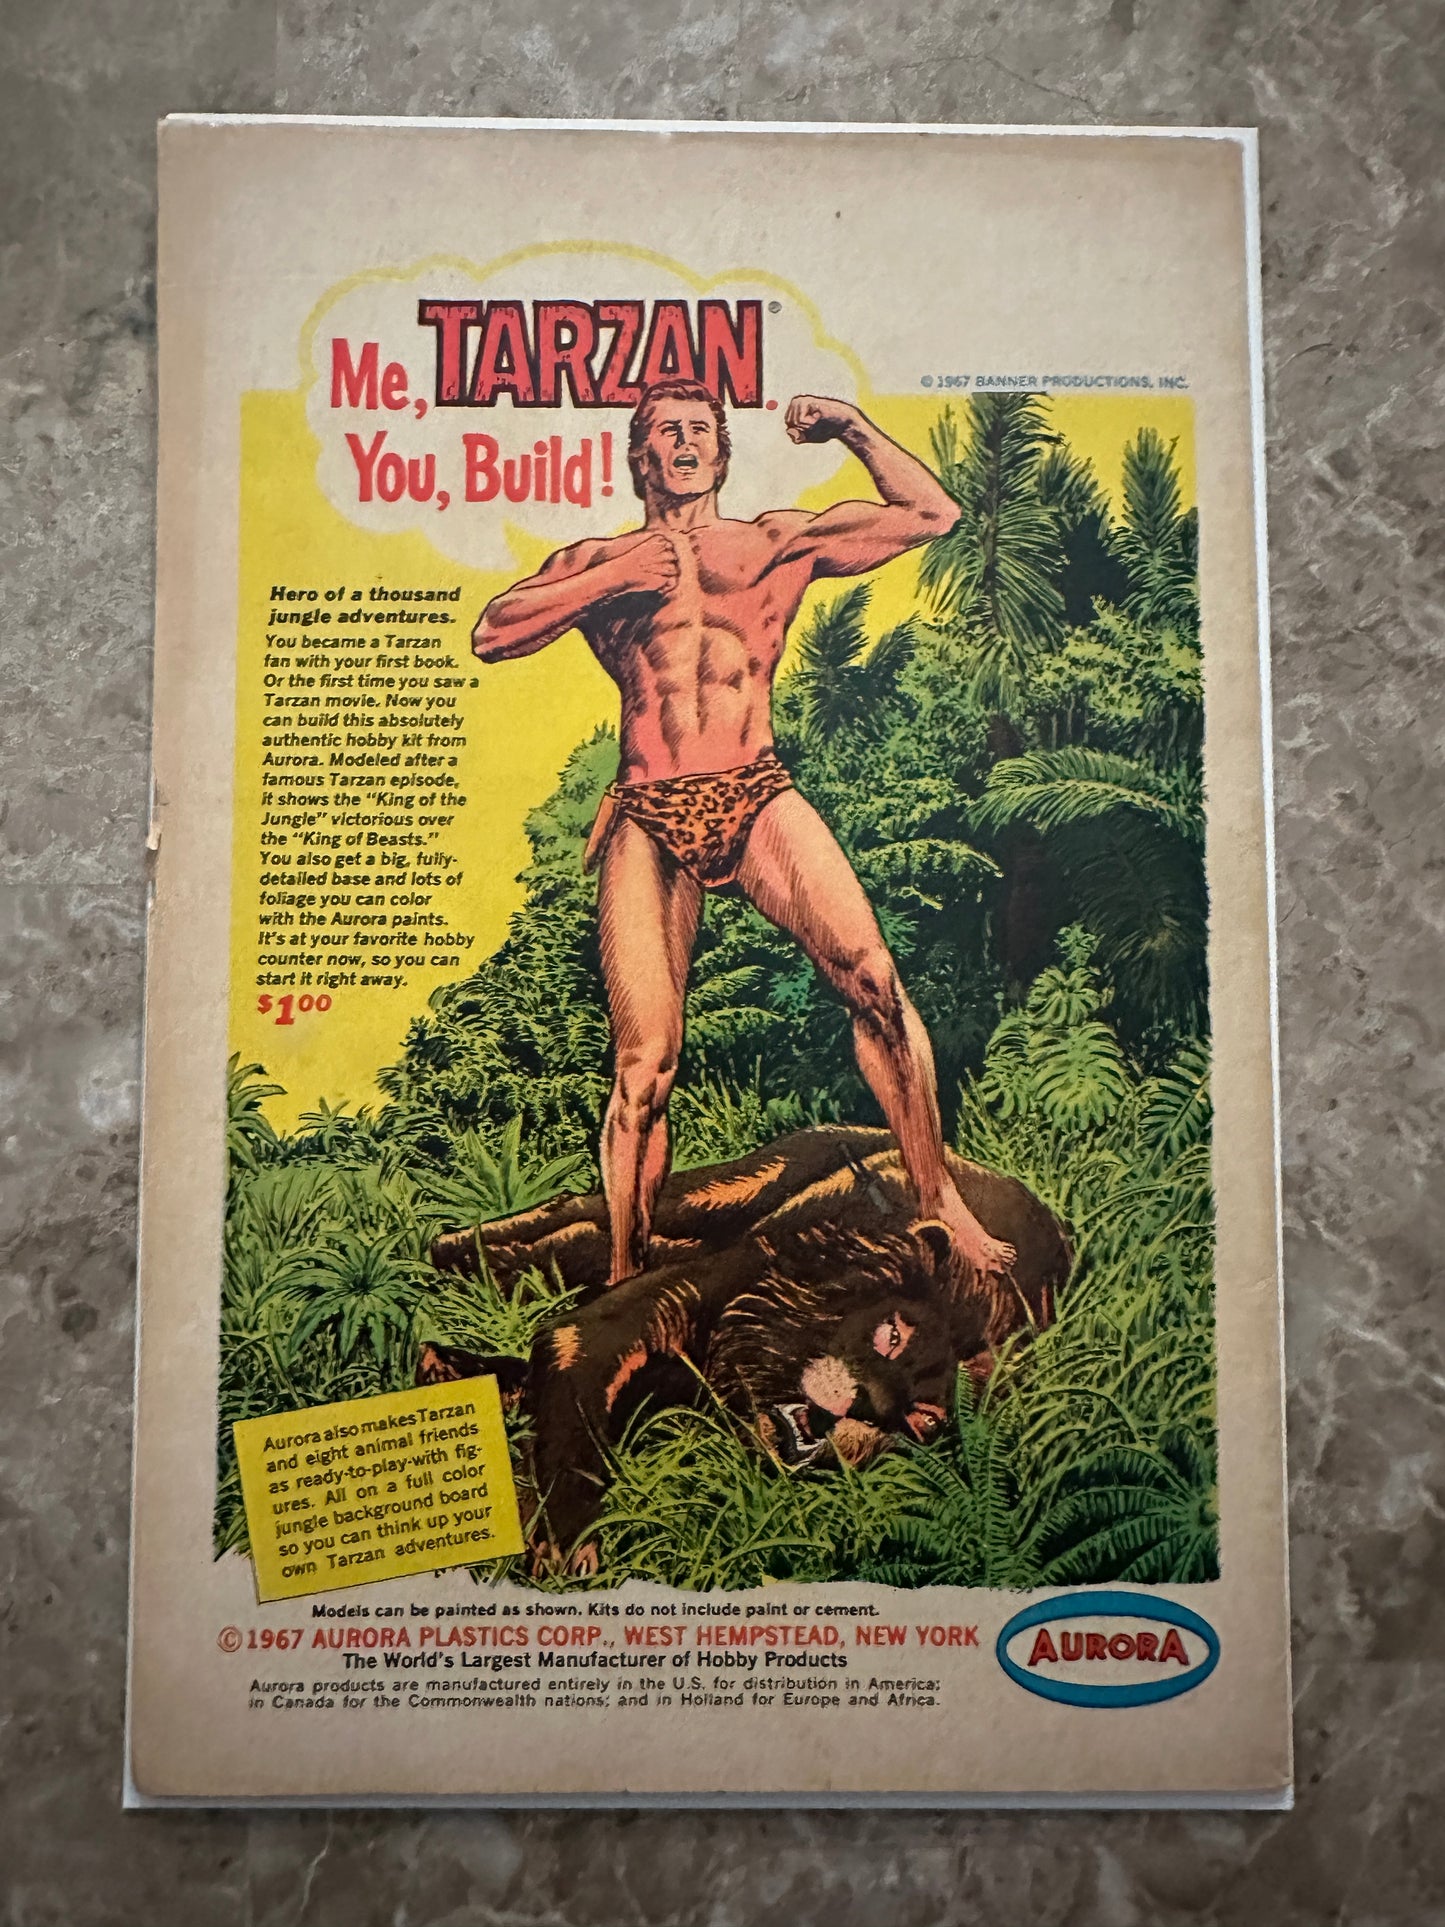 Me, TARZAN®.
You, Build!
© 1967 BANNER PRODUCTIONS, INC.
Hero of a thousand
jungle adventures.
You became a Tarzan
fan with your first book.
Or the first time you saw a
Tarzan movie. Now you
can build this absolutely
authentic hobby kit from
Aurora. Modeled after a
famous Tarzan episode,
it shows the "King of the
Jungle" victorious over
the "King of Beasts."
You also get a big, fully-
detailed base and lots of
foliage you can color
with the Aurora paints.
It's at your favorite hobby
counter now, so you can
start it right away.
$1.00
Aurora also makes Tarzan
and eight animal friends
as ready-to-play-with fig-
ures. All on a full color
jungle background board
so you can think up your
own Tarzan adventures.
Models can be painted as shown. Kits do not include paint or cement.
© 1967 AURORA PLASTICS CORP., WEST HEMPSTEAD, NEW YORK
The World's Largest Manufacturer of Hobby Products
Aurora products are manufactured entirely in the U.S. for distribution in America;
in Canada for the Commonwealth nations; and in Holland for Europe and Africa.
AURORA